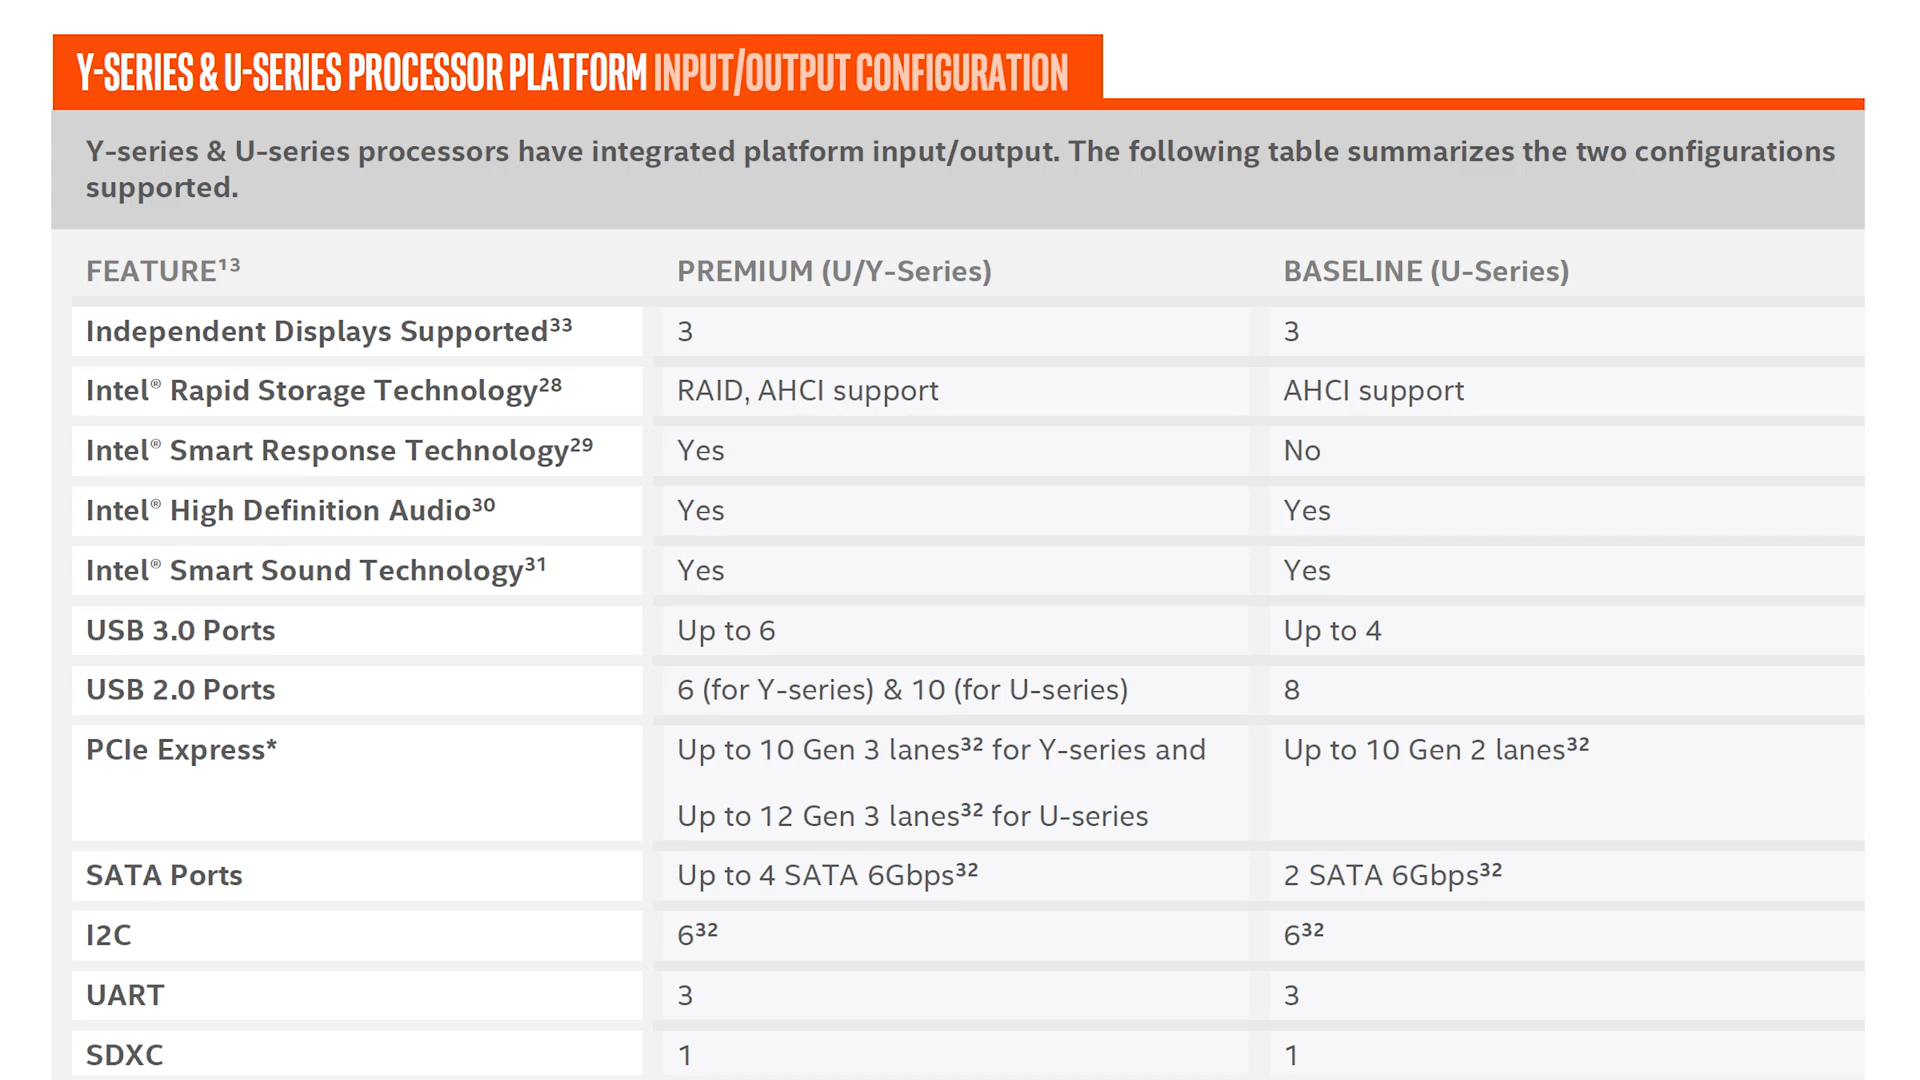 Y-SERIES & U-SERIES PROCESSOR PLATFORM INPUT/OUTPUT CONFIGURATION
Y-series & U-series processors have integrated platform input/output. The following table summarizes the two configurations
supported.
FEATURE¹³ PREMIUM (U/Y-Series) BASELINE (U-Series)
Independent Displays Supported³³ 3 3
Intel® Rapid Storage Technology²⁸ RAID, AHCI support AHCI support
Intel® Smart Response Technology²⁹ Yes No
Intel® High Definition Audio³⁰ Yes Yes
Intel® Smart Sound Technology³¹ Yes Yes
USB 3.0 Ports Up to 6 Up to 4
USB 2.0 Ports 6 (for Y-series) & 10 (for U-series) 8
PCIe Express* Up to 10 Gen 3 lanes³² for Y-series and Up to 10 Gen 2 lanes³²
Up to 12 Gen 3 lanes³² for U-series
SATA Ports Up to 4 SATA 6Gbps³² 2 SATA 6Gbps³²
I2C 6³² 6³²
UART 3 3
SDXC 1 1